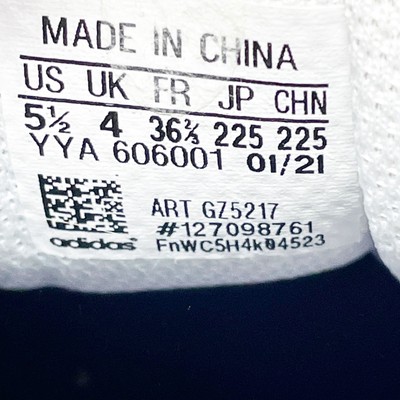 MADE IN CHINA
US UK FR JP CHN
5½ 4 36⅔ 225 225
YYA 606001 01/21
ART GZ5217
#127098761
adidas FnWC5H4k04523